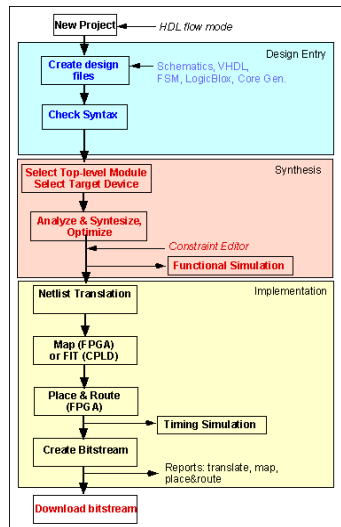 New Project
HDL flow mode
Design Entry
Create design
files
Schematics, VHDL,
FSM, LogicBlox, Core Gen.
Check Syntax
Synthesis
Select Top-level Module
Select Target Device
Analyze & Syntesize,
Optimize
Constraint Editor
Functional Simulation
Implementation
Netlist Translation
Map (FPGA)
or FIT (CPLD)
Place & Route
(FPGA)
Timing Simulation
Create Bitstream
Reports: translate, map,
place&route
Download bitstream